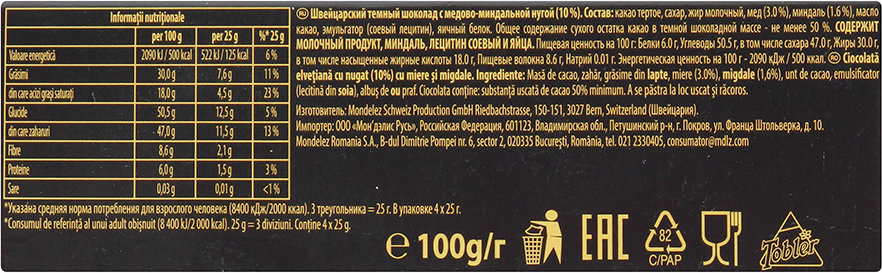 Informații nutriționale
per 100 g per 25 g %* 25 g
Valoare energetică 2090 kJ / 500 kcal 522 kJ / 125 kcal 6 %
Grăsimi 30,0 g 7,6 g 11 %
din care acizi grași saturați 18,0 g 4,5 g 23 %
Glucide 50,5 g 12,5 g 5 %
din care zaharuri 47,0 g 11,5 g 13 %
Fibre 8,6 g 2,1 g -
Proteine 6,0 g 1,5 g 3 %
Sare 0,03 g 0,01 g <1 %
*Указана средняя норма потребления для взрослого человека (8400 кДж/2000 ккал). 3 треугольника = 25 г. В упаковке 4 x 25 г.
*Consumul de referință al unui adult obișnuit (8 400 kJ/2 000 kcal). 25 g = 3 diviziuni. Conține 4 x 25 g.
RU Швейцарский темный шоколад с медово-миндальной нугой (10 %). Состав: какао тертое, сахар, жир молочный, мед (3.0 %), миндаль (1.6 %), масло
какао, эмульгатор (соевый лецитин), яичный белок. Общее содержание сухого остатка какао в темной шоколадной массе - не менее 50 %. СОДЕРЖИТ
МОЛОЧНЫЙ ПРОДУКТ, МИНДАЛЬ, ЛЕЦИТИН СОЕВЫЙ И ЯЙЦА. Пищевая ценность на 100 г: Белки 6.0 г, Углеводы 50.5 г, в том числе сахара 47.0 г, Жиры 30.0 г,
в том числе насыщенные жирные кислоты 18.0 г, Пищевые волокна 8.6 г, Натрий 0.01 г. Энергетическая ценность на 100 г - 2090 кДж / 500 ккал. RO Ciocolată
elvețiană cu nugat (10%) cu miere și migdale. Ingrediente: Masă de cacao, zahăr, grăsime din lapte, miere (3.0%), migdale (1,6%), unt de cacao, emulsificator
(lecitină din soia), albuș de ou praf. Ciocolata conține: substanță uscată de cacao 50% minimum. A se păstra la loc uscat și răcoros.
Изготовитель: Mondelez Schweiz Production GmbH Riedbachstrasse, 150-151, 3027 Bern, Switzerland (Швейцария).
Импортер: ООО «Мон'дэлис Русь», Российская Федерация, 601123, Владимирская обл., Петушинский р-н, г. Покров, ул. Франца Штольверка, д. 10.
Mondelez Romania S.A., B-dul Dimitrie Pompei nr. 6, sector 2, 020335 București, România, tel. 021 2330405, consumator@mdlz.com
e 100g/г
EAC
82
C/PAP
Tobler